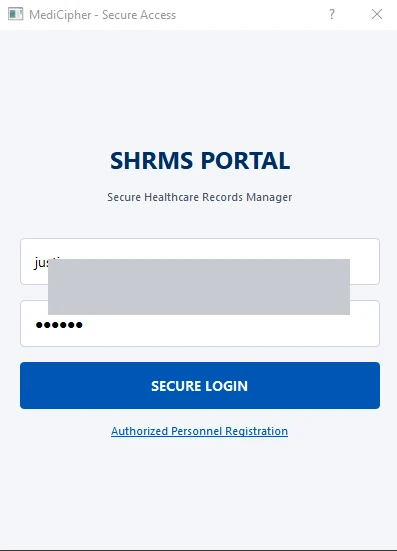 MediCipher - Secure Access
?
SHRMS PORTAL
Secure Healthcare Records Manager
••••••
SECURE LOGIN
Authorized Personnel Registration